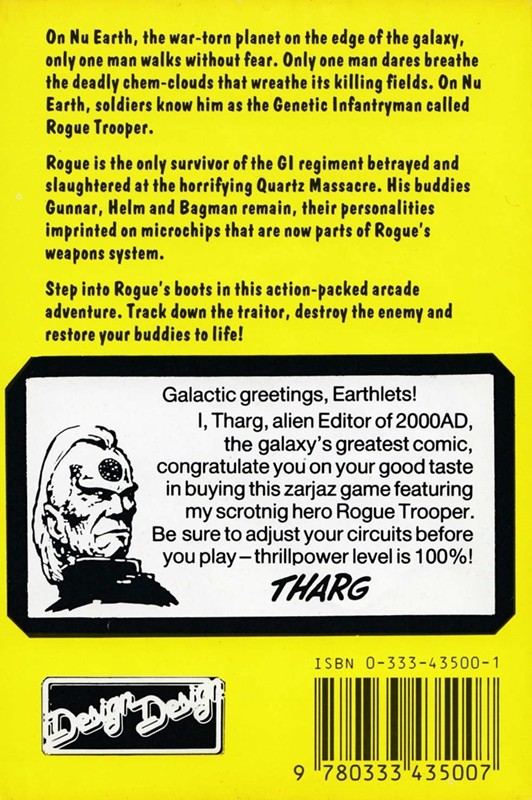 On Nu Earth, the war-torn planet on the edge of the galaxy,
only one man walks without fear. Only one man dares breathe
the deadly chem-clouds that wreathe its killing fields. On Nu
Earth, soldiers know him as the Genetic Infantryman called
Rogue Trooper.
Rogue is the only survivor of the GI regiment betrayed and
slaughtered at the horrifying Quartz Massacre. His buddies
Gunnar, Helm and Bagman remain, their personalities
imprinted on microchips that are now parts of Rogue's
weapons system.
Step into Rogue's boots in this action-packed arcade
adventure. Track down the traitor, destroy the enemy and
restore your buddies to life!
Galactic greetings, Earthlets!
I, Tharg, alien Editor of 2000AD,
the galaxy's greatest comic,
congratulate you on your good taste
in buying this zarjaz game featuring
my scrotnig hero Rogue Trooper.
Be sure to adjust your circuits before
you play – thrillpower level is 100%!
THARG
ISBN 0-333-43500-1
Design Design
9 780333 435007